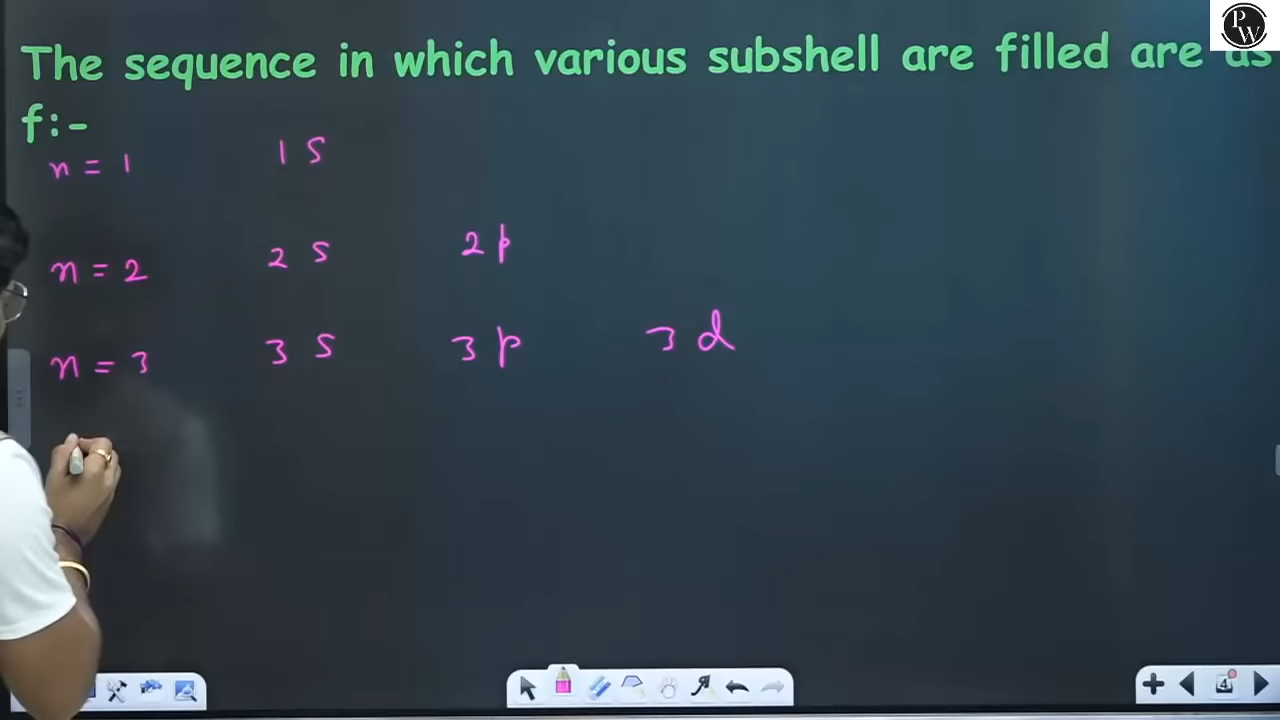 PW
The sequence in which various subshell are filled are as
f:-
n = 1 1 s
n = 2 2 s 2 p
n = 3 3 s 3 p 3 d